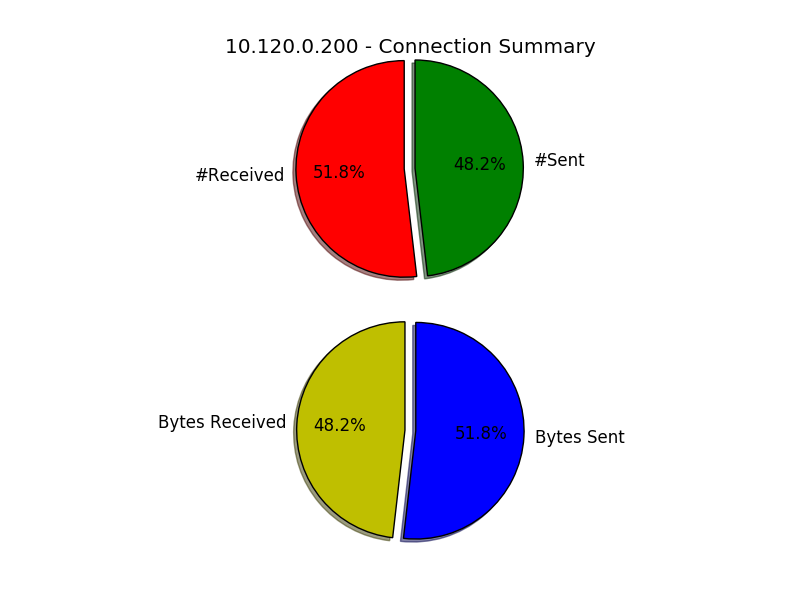 10.120.0.200 - Connection Summary
#Received
51.8%
48.2%
#Sent
Bytes Received
48.2%
51.8%
Bytes Sent